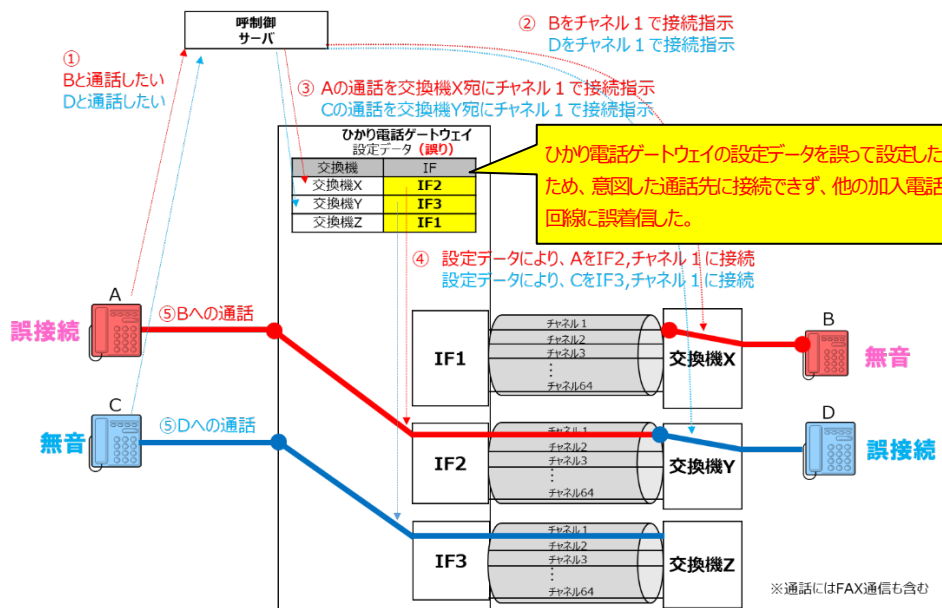 呼制御
サーバ
①
Bと通話したい
Dと通話したい
② Bをチャネル1で接続指示
Dをチャネル1で接続指示
③ Aの通話を交換機X宛にチャネル1で接続指示
Cの通話を交換機Y宛にチャネル1で接続指示
ひかり電話ゲートウェイ
設定データ(誤り)
交換機 IF
交換機X IF2
交換機Y IF3
交換機Z IF1
ひかり電話ゲートウェイの設定データを誤って設定した
ため、意図した通話先に接続できず、他の加入電話
回線に誤着信した。
④ 設定データにより、AをIF2,チャネル1に接続
設定データにより、CをIF3,チャネル1に接続
A
誤接続
⑤Bへの通話
IF1
チャネル1
チャネル2
チャネル3
⋮
チャネル64
交換機X
B
無音
C
無音
⑤Dへの通話
IF2
チャネル1
チャネル2
チャネル3
⋮
チャネル64
交換機Y
D
誤接続
IF3
チャネル1
チャネル2
チャネル3
⋮
チャネル64
交換機Z
※通話にはFAX通信も含む